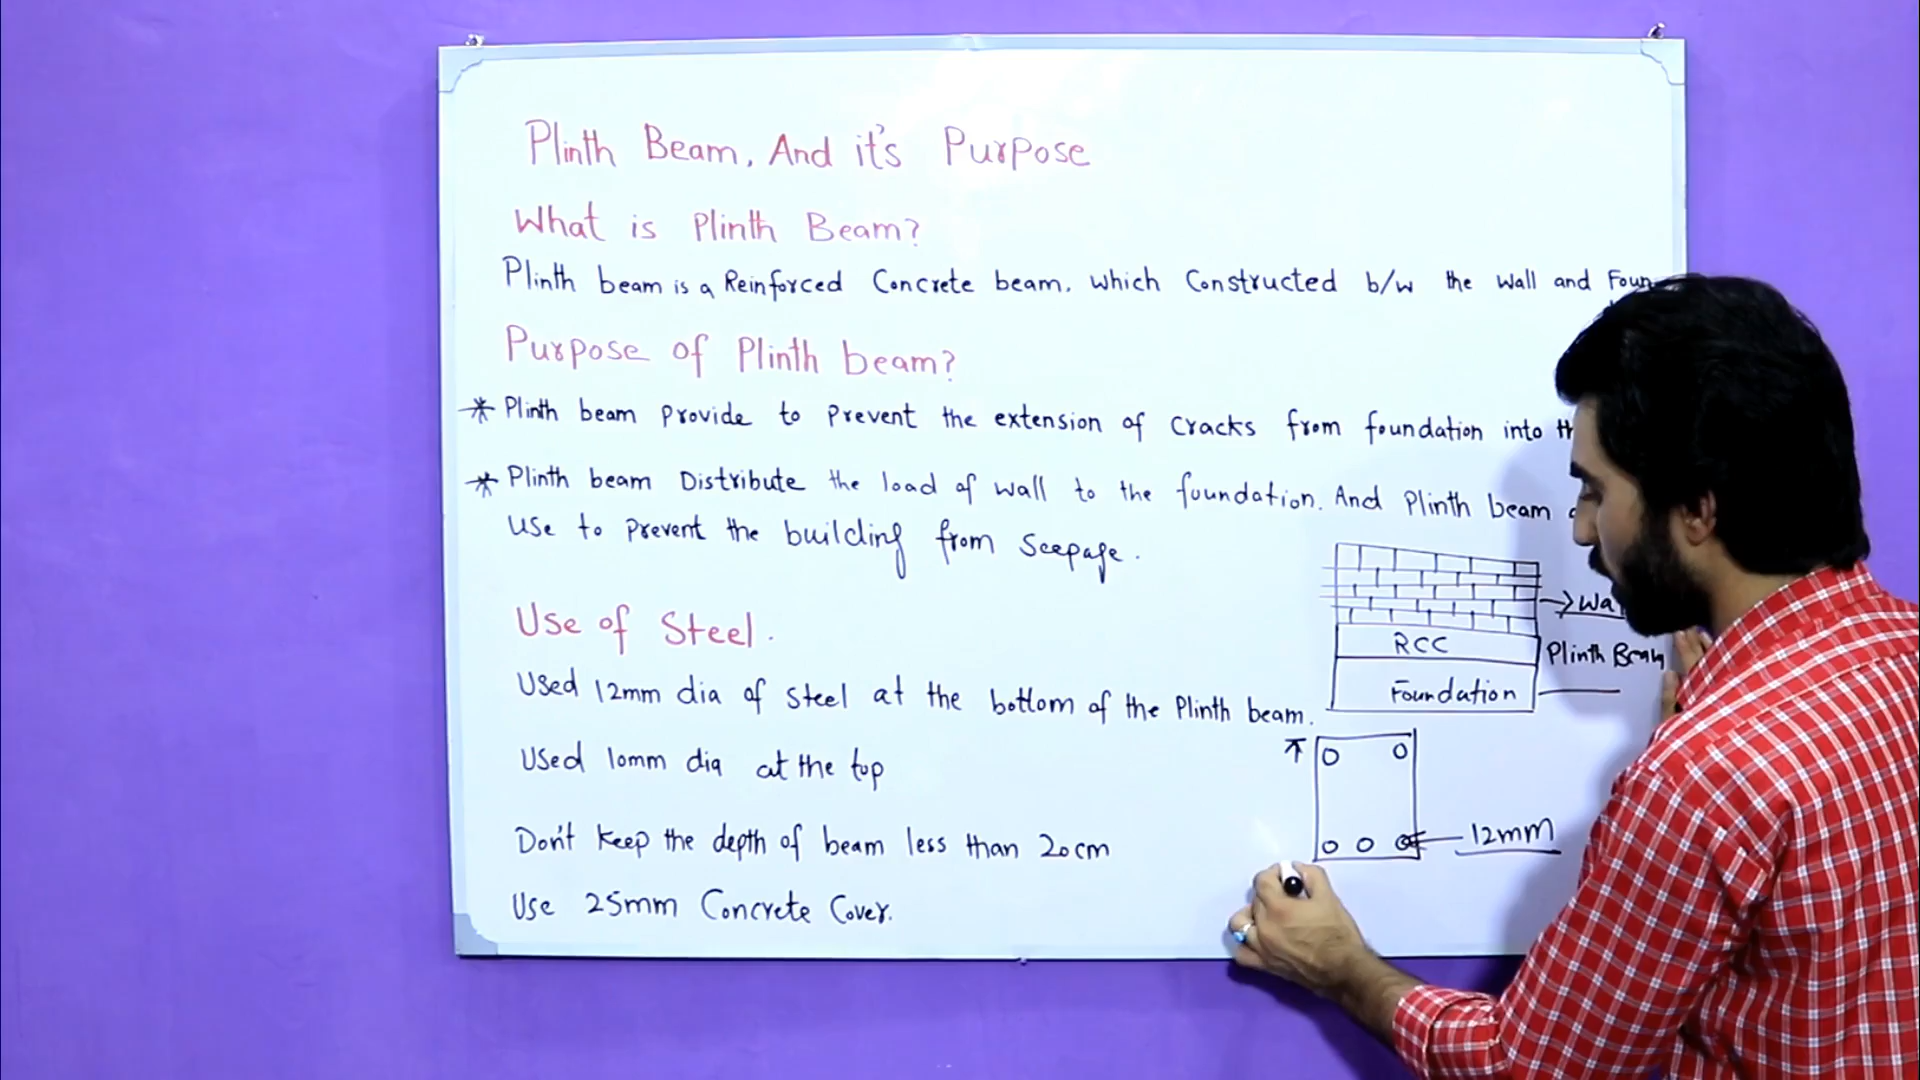 Plinth Beam, And it's Purpose
What is Plinth Beam?
Plinth beam is a Reinforced Concrete beam. which Constructed b/w the Wall and Foun
Purpose of Plinth beam?
* Plinth beam Provide to Prevent the extension of Cracks from foundation into th
* Plinth beam Distribute the load of wall to the foundation. And Plinth beam
Use to Prevent the building from Seepage.
Wa
RCC
Plinth Beam
Foundation
Use of Steel.
Used 12mm dia of Steel at the bottom of the Plinth beam.
Used 10mm dia at the top
12mm
Don't Keep the depth of beam less than 20cm
Use 25mm Concrete Cover.